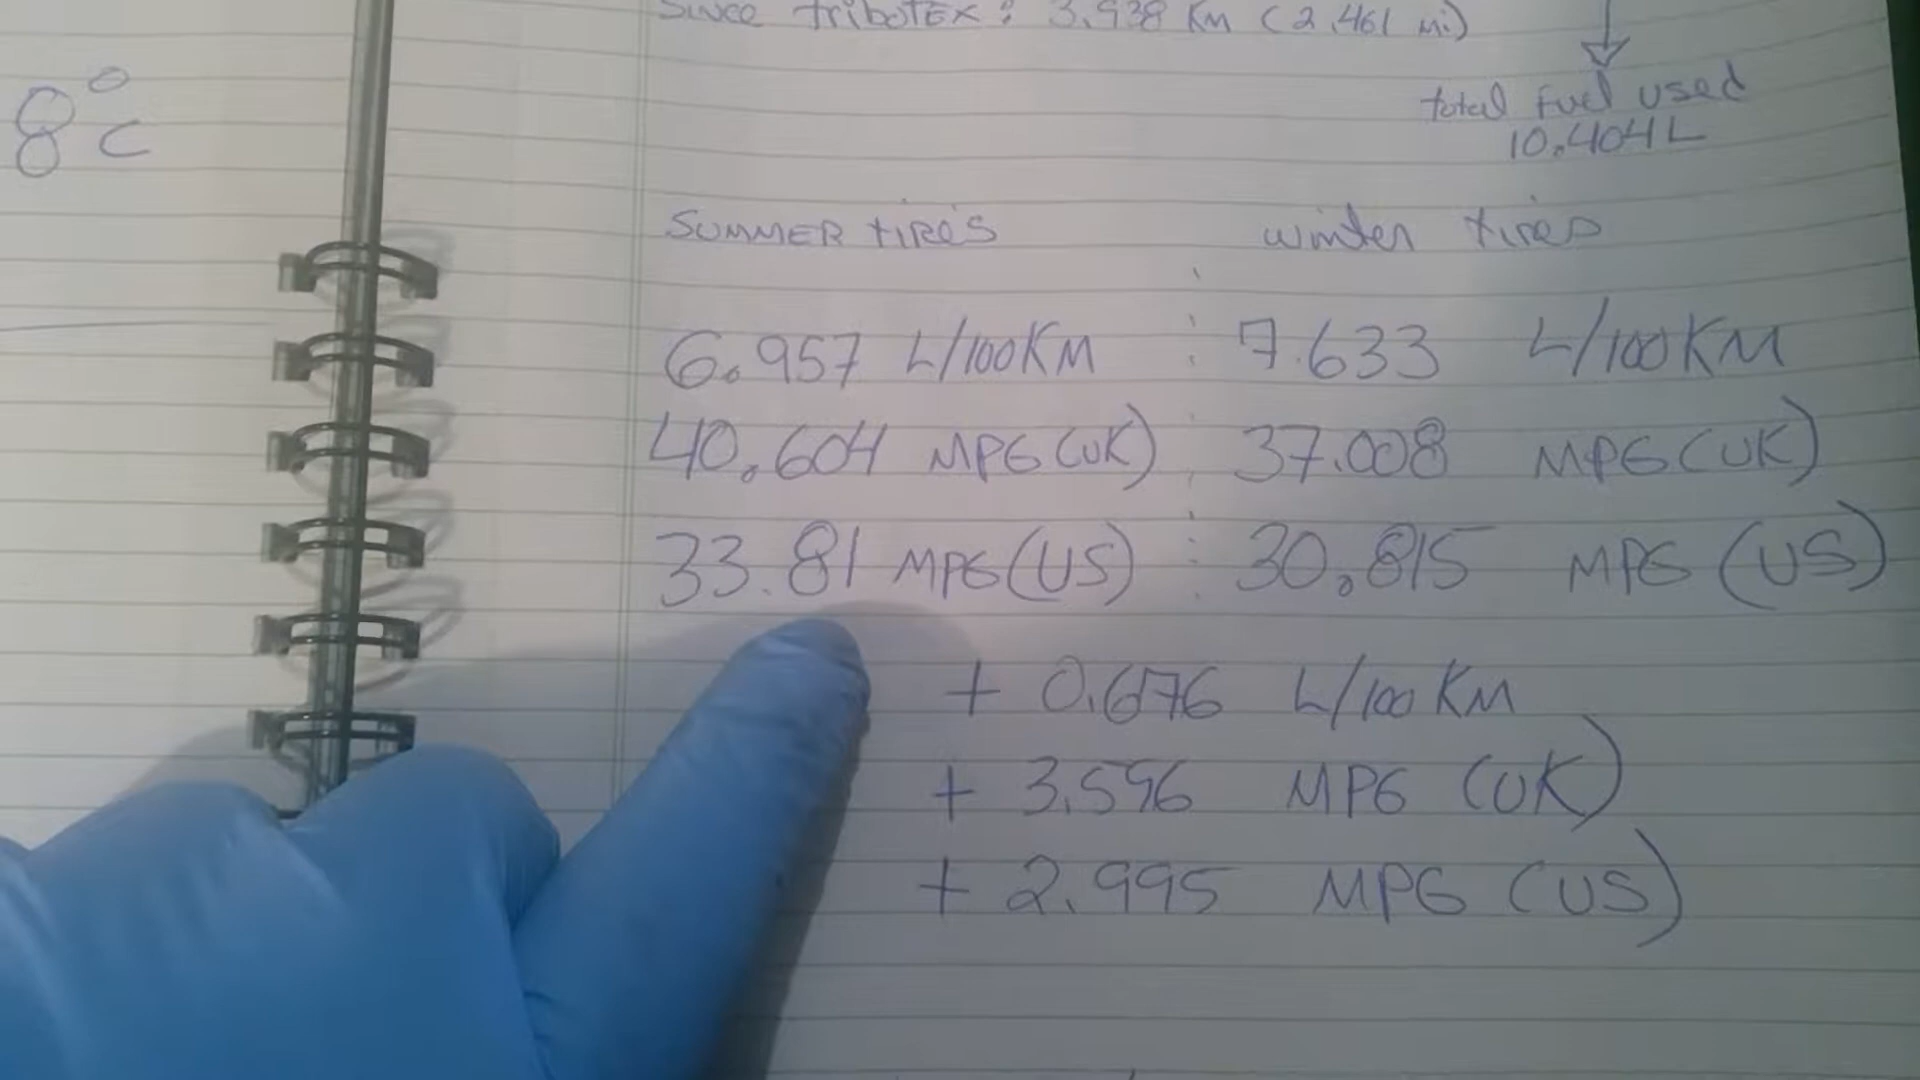 8°C
Since tribotEX: 3.938 KM (2.461 mi)
total fuel used
10.404L
SUMMER tires winter tires
6.957 L/100KM 7.633 L/100KM
40.604 MPG (UK) 37.008 MPG (UK)
33.81 MPG (US) 30.815 MPG (US)
+ 0.676 L/100KM
+ 3.596 MPG (UK)
+ 2.995 MPG (US)